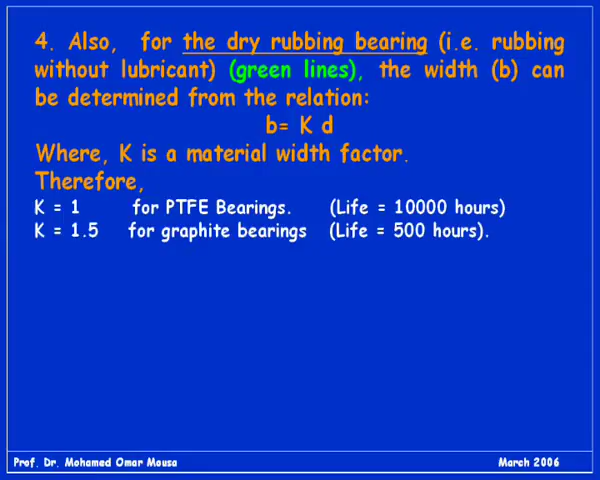 4. Also, for the dry rubbing bearing (i.e. rubbing
without lubricant) (green lines), the width (b) can
be determined from the relation:
b= K d
Where, K is a material width factor.
Therefore,
K = 1 for PTFE Bearings. (Life = 10000 hours)
K = 1.5 for graphite bearings (Life = 500 hours).
Prof. Dr. Mohamed Omar Mousa March 2006